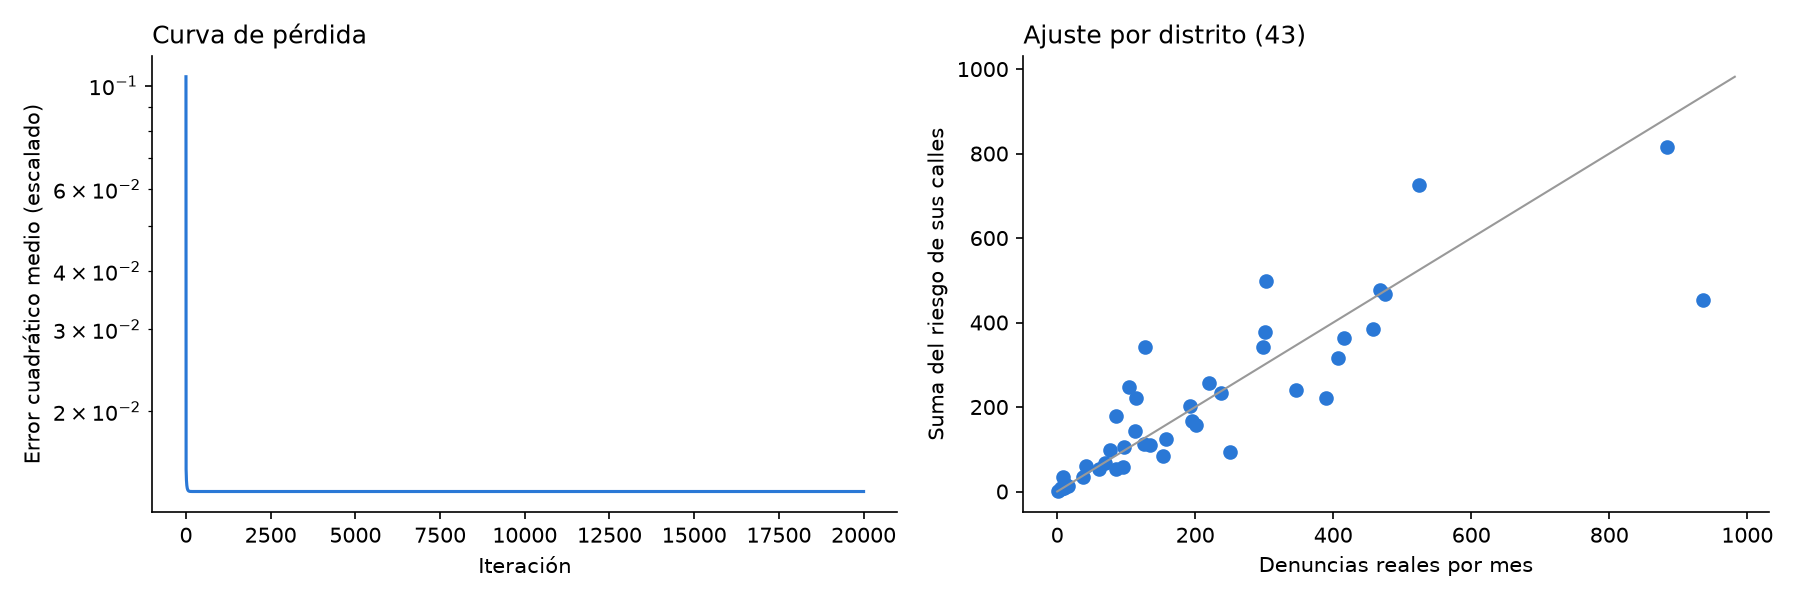 Curva de pérdida
Error cuadrático medio (escalado)
10⁻¹
6 × 10⁻²
4 × 10⁻²
3 × 10⁻²
2 × 10⁻²
0 2500 5000 7500 10000 12500 15000 17500 20000
Iteración
Ajuste por distrito (43)
Suma del riesgo de sus calles
1000
800
600
400
200
0
0 200 400 600 800 1000
Denuncias reales por mes